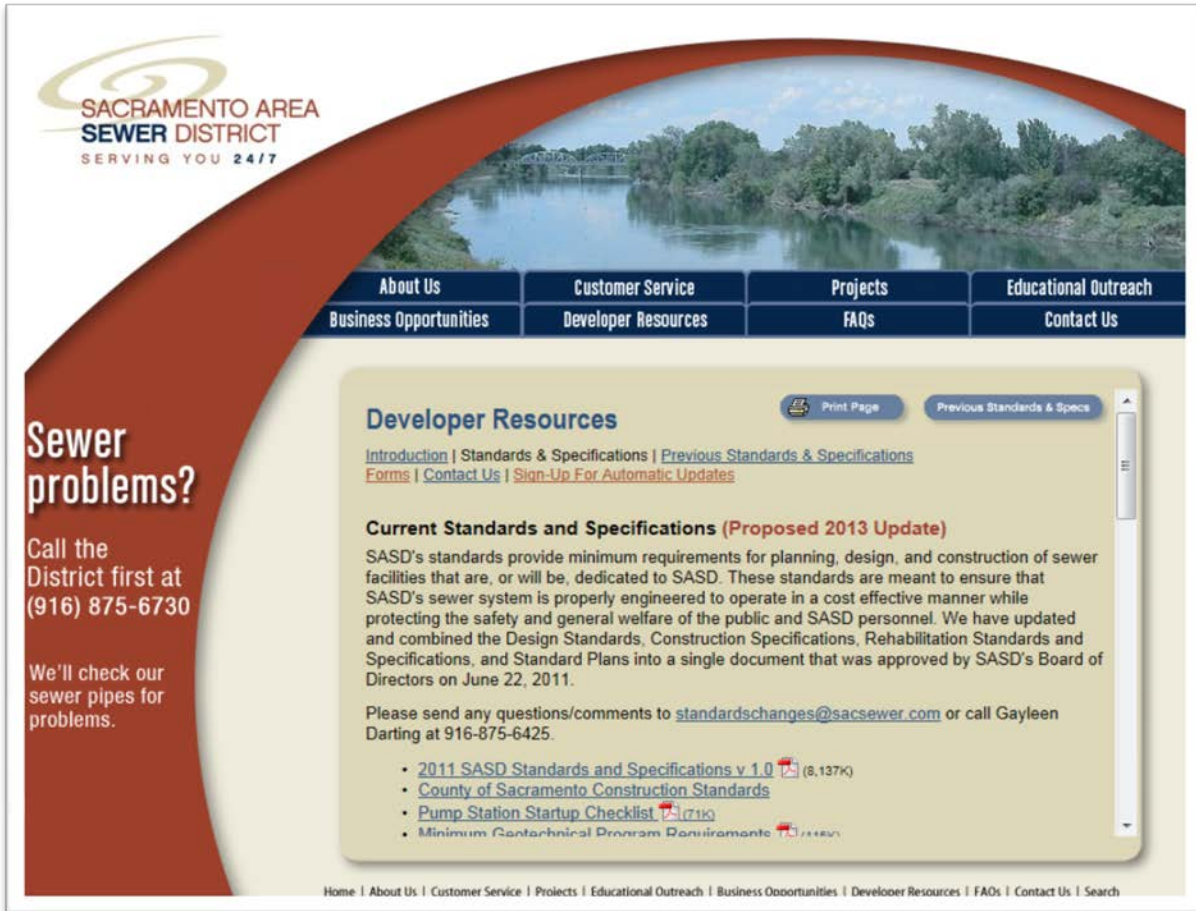 SACRAMENTO AREA
SEWER DISTRICT
SERVING YOU 24/7
About Us
Customer Service
Projects
Educational Outreach
Business Opportunities
Developer Resources
FAQs
Contact Us
Sewer
problems?
Call the
District first at
(916) 875-6730
We'll check our
sewer pipes for
problems.
Print Page
Previous Standards & Specs
Developer Resources
Introduction | Standards & Specifications | Previous Standards & Specifications
Forms | Contact Us | Sign-Up For Automatic Updates
Current Standards and Specifications (Proposed 2013 Update)
SASD's standards provide minimum requirements for planning, design, and construction of sewer
facilities that are, or will be, dedicated to SASD. These standards are meant to ensure that
SASD's sewer system is properly engineered to operate in a cost effective manner while
protecting the safety and general welfare of the public and SASD personnel. We have updated
and combined the Design Standards, Construction Specifications, Rehabilitation Standards and
Specifications, and Standard Plans into a single document that was approved by SASD's Board of
Directors on June 22, 2011.
Please send any questions/comments to standardschanges@sacsewer.com or call Gayleen
Darting at 916-875-6425.
• 2011 SASD Standards and Specifications v 1.0 (8,137K)
• County of Sacramento Construction Standards
• Pump Station Startup Checklist (71K)
• Minimum Geotechnical Program Requirements
Home | About Us | Customer Service | Projects | Educational Outreach | Business Opportunities | Developer Resources | FAQs | Contact Us | Search